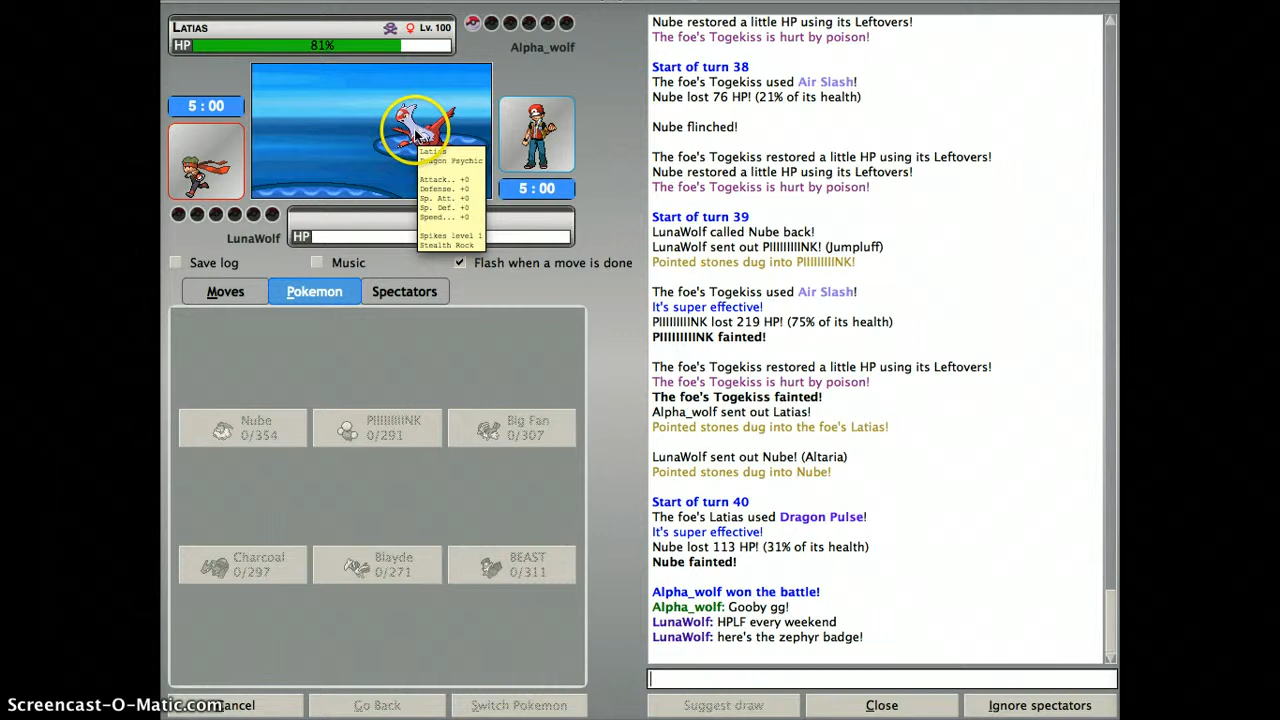 LATIAS
Lv. 100
HP
81%
Alpha_wolf
5 : 00
Latias
Dragon Psychic
Attack.. +0
Defense. +0
Sp. Att. +0
Sp. Def. +0
Speed... +0
Spikes level 1
Stealth Rock
5 : 00
LunaWolf
HP
Save log
Music
Flash when a move is done
Moves
Pokemon
Spectators
Nube
0/354
PIIIIIIIINK
0/291
Big Fan
0/307
Charcoal
0/297
Blayde
0/271
BEAST
0/311
Cancel
Go Back
Switch Pokemon
Nube restored a little HP using its Leftovers!
The foe's Togekiss is hurt by poison!
Start of turn 38
The foe's Togekiss used Air Slash!
Nube lost 76 HP! (21% of its health)
Nube flinched!
The foe's Togekiss restored a little HP using its Leftovers!
Nube restored a little HP using its Leftovers!
The foe's Togekiss is hurt by poison!
Start of turn 39
LunaWolf called Nube back!
LunaWolf sent out PIIIIIIIINK! (Jumpluff)
Pointed stones dug into PIIIIIIIINK!
The foe's Togekiss used Air Slash!
It's super effective!
PIIIIIIIINK lost 219 HP! (75% of its health)
PIIIIIIIINK fainted!
The foe's Togekiss restored a little HP using its Leftovers!
The foe's Togekiss is hurt by poison!
The foe's Togekiss fainted!
Alpha_wolf sent out Latias!
Pointed stones dug into the foe's Latias!
LunaWolf sent out Nube! (Altaria)
Pointed stones dug into Nube!
Start of turn 40
The foe's Latias used Dragon Pulse!
It's super effective!
Nube lost 113 HP! (31% of its health)
Nube fainted!
Alpha_wolf won the battle!
Alpha_wolf: Gooby gg!
LunaWolf: HPLF every weekend
LunaWolf: here's the zephyr badge!
Suggest draw
Close
Ignore spectators
Screencast-O-Matic.com